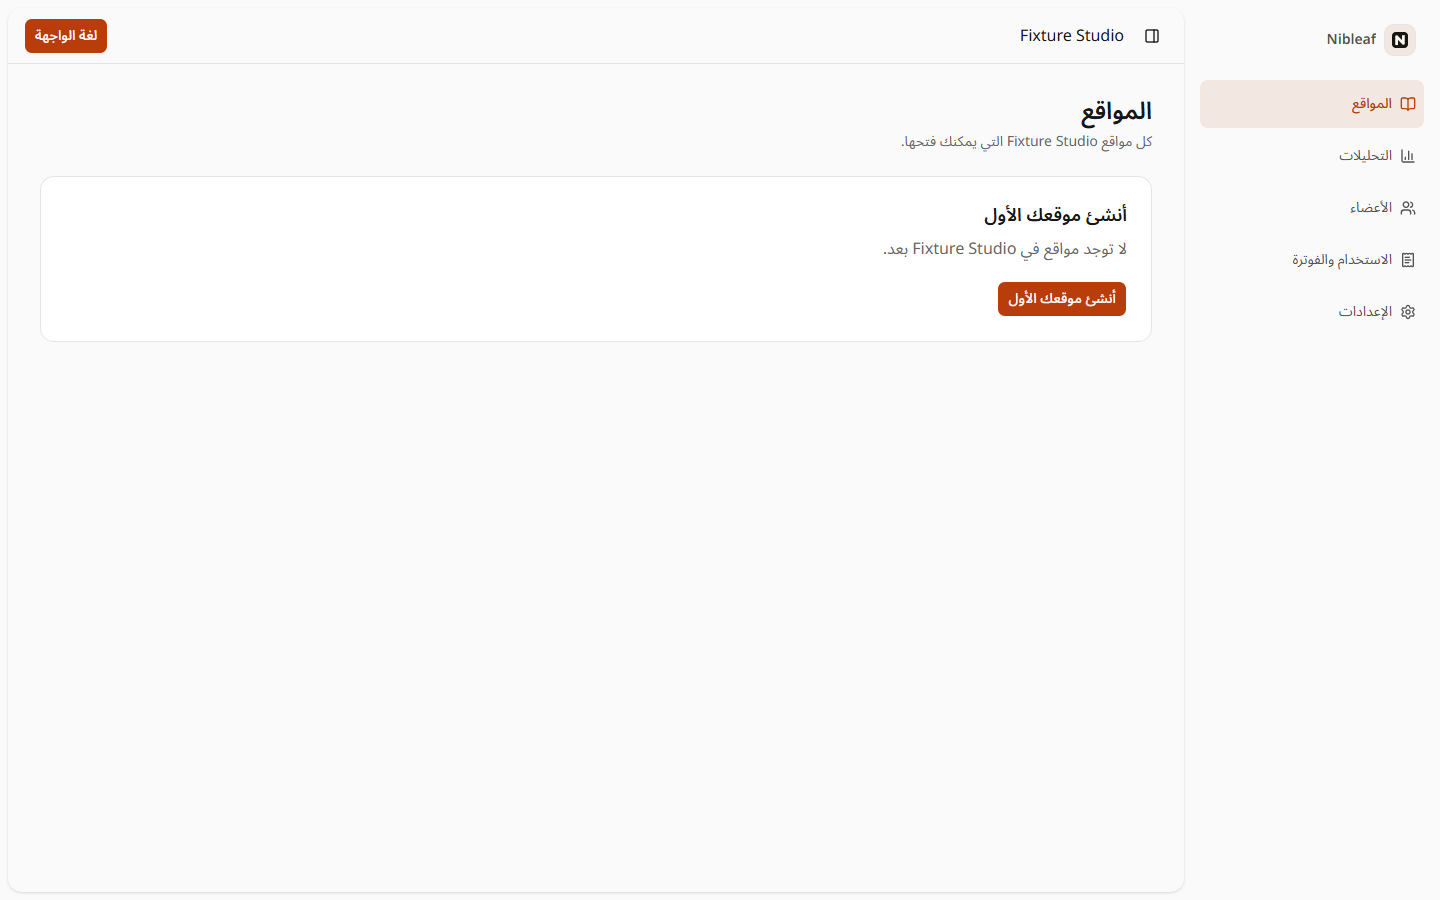 Nibleaf
المواقع
التحليلات
الأعضاء
الاستخدام والفوترة
الإعدادات
Fixture Studio
لغة الواجهة
المواقع
كل مواقع Fixture Studio التي يمكنك فتحها.
أنشئ موقعك الأول
لا توجد مواقع في Fixture Studio بعد.
أنشئ موقعك الأول